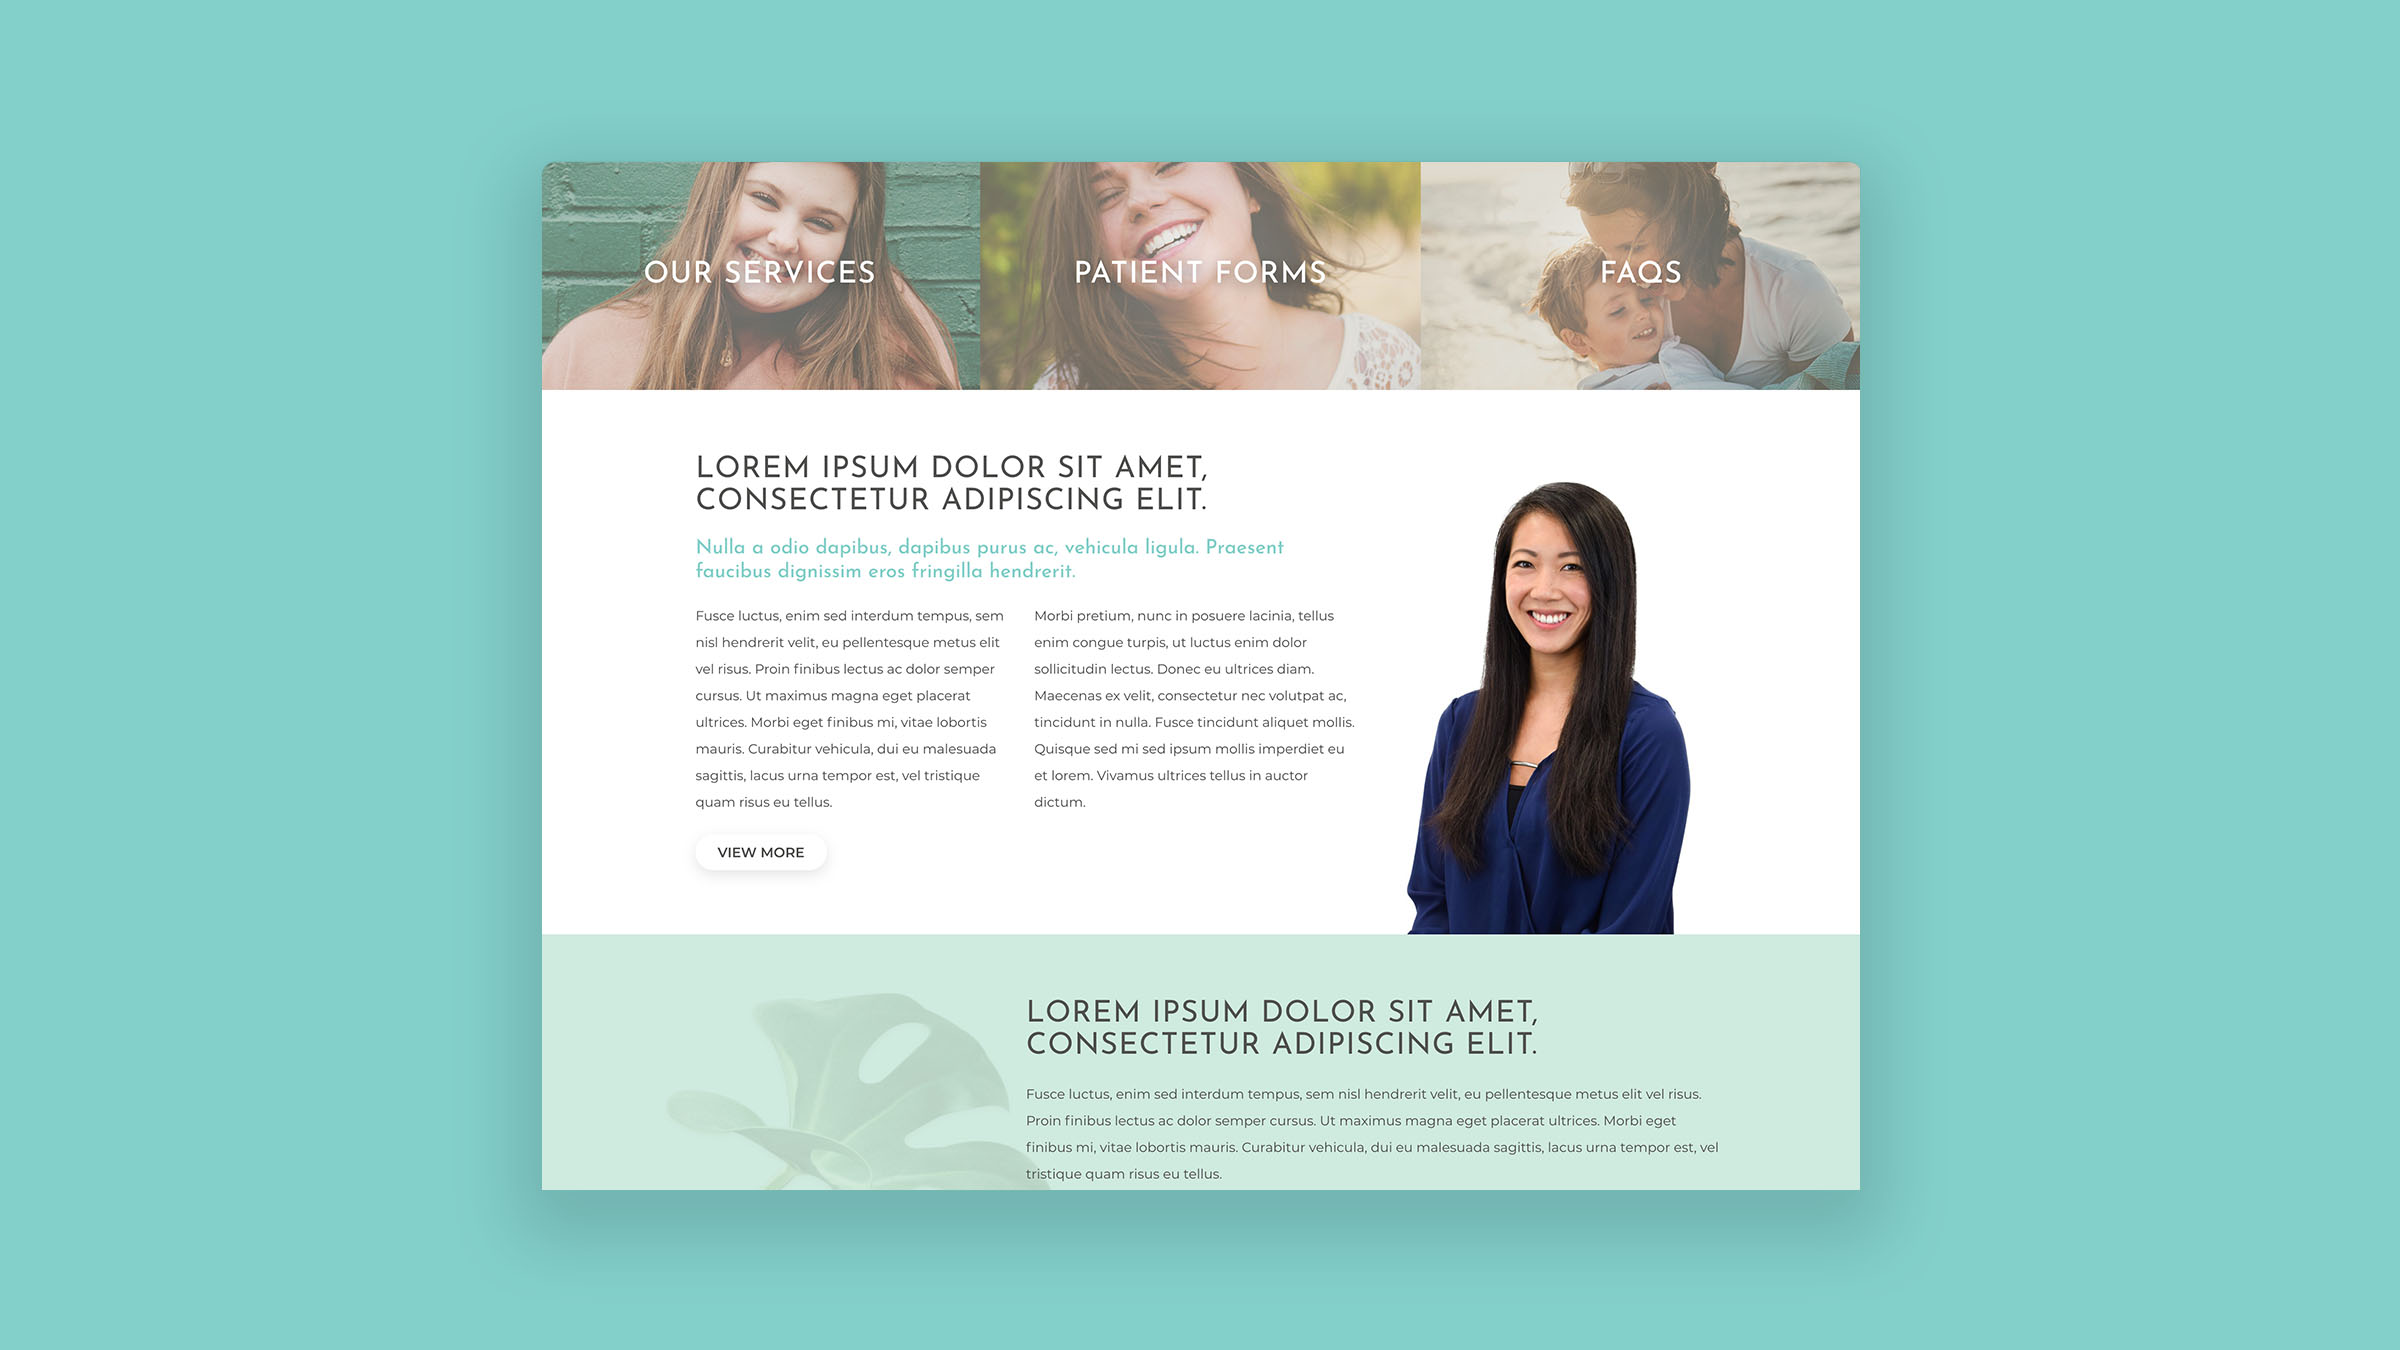 OUR SERVICES
PATIENT FORMS
FAQS
LOREM IPSUM DOLOR SIT AMET,
CONSECTETUR ADIPISCING ELIT.
Nulla a odio dapibus, dapibus purus ac, vehicula ligula. Praesent
faucibus dignissim eros fringilla hendrerit.
Fusce luctus, enim sed interdum tempus, sem
nisl hendrerit velit, eu pellentesque metus elit
vel risus. Proin finibus lectus ac dolor semper
cursus. Ut maximus magna eget placerat
ultrices. Morbi eget finibus mi, vitae lobortis
mauris. Curabitur vehicula, dui eu malesuada
sagittis, lacus urna tempor est, vel tristique
quam risus eu tellus.
Morbi pretium, nunc in posuere lacinia, tellus
enim congue turpis, ut luctus enim dolor
sollicitudin lectus. Donec eu ultrices diam.
Maecenas ex velit, consectetur nec volutpat ac,
tincidunt in nulla. Fusce tincidunt aliquet mollis.
Quisque sed mi sed ipsum mollis imperdiet eu
et lorem. Vivamus ultrices tellus in auctor
dictum.
VIEW MORE
LOREM IPSUM DOLOR SIT AMET,
CONSECTETUR ADIPISCING ELIT.
Fusce luctus, enim sed interdum tempus, sem nisl hendrerit velit, eu pellentesque metus elit vel risus.
Proin finibus lectus ac dolor semper cursus. Ut maximus magna eget placerat ultrices. Morbi eget
finibus mi, vitae lobortis mauris. Curabitur vehicula, dui eu malesuada sagittis, lacus urna tempor est, vel
tristique quam risus eu tellus.